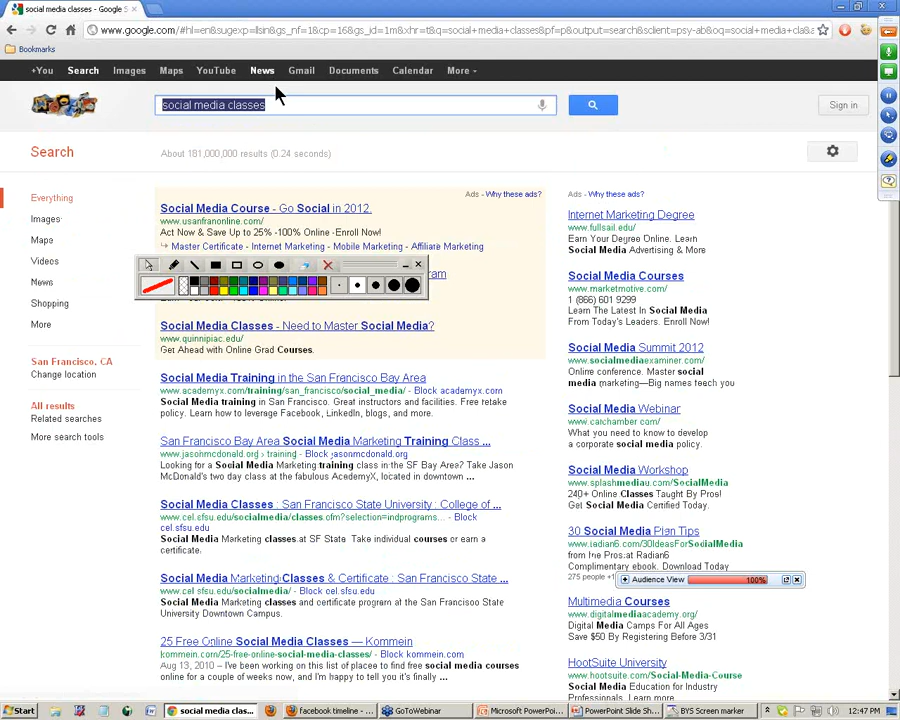 social media classes - Google S
www.google.com/#hl=en&sugexp=llsin&gs_nf=1&cp=16&gs_id=1m&xhr=t&q=social+media+classes&pf=p&output=search&sclient=psy-ab&oq=social+media+cla&
Bookmarks
+You Search Images Maps YouTube News Gmail Documents Calendar More
social media classes
Sign in
Search
About 181,000,000 results (0.24 seconds)
Everything
Images
Maps
Videos
News
Shopping
More
San Francisco, CA
Change location
All results
Related searches
More search tools
Ads - Why these ads?
Social Media Course - Go Social in 2012.
www.usanfranonline.com/
Act Now & Save Up to 25% -100% Online -Enroll Now!
Master Certificate - Internet Marketing - Mobile Marketing - Affiliate Marketing
Social Media Classes - Need to Master Social Media?
www.quinnipiac.edu/
Get Ahead with Online Grad Courses.
Social Media Training in the San Francisco Bay Area
www.academyx.com/training/san_francisco/social_media/ - Block academyx.com
Social Media training in San Francisco. Great instructors and facilities. Free retake
policy. Learn how to leverage Facebook, LinkedIn, blogs, and more.
San Francisco Bay Area Social Media Marketing Training Class ...
www.jasonmcdonald.org › training - Block jasonmcdonald.org
Looking for a Social Media Marketing training class in the SF Bay Area? Take Jason
McDonald's two day class at the fabulous AcademyX, located in downtown ...
Social Media Classes : San Francisco State University : College of ...
www.cel.sfsu.edu/socialmedia/classes.cfm?selection=indprograms... - Block
cel.sfsu.edu
Social Media Marketing classes at SF State. Take individual courses or earn a
certificate.
Social Media Marketing Classes & Certificate : San Francisco State ...
www.cel.sfsu.edu/socialmedia/ - Block cel.sfsu.edu
Social Media Marketing classes and certificate program at the San Francisco State
University Downtown Campus.
25 Free Online Social Media Classes — Kommein
kommein.com/25-free-online-social-media-classes/ - Block kommein.com
Aug 13, 2010 – I've been working on this list of places to find free social media courses
online for a couple of weeks now, and I'm happy to tell you if you have ...
Ads - Why these ads?
Internet Marketing Degree
www.fullsail.edu/
Earn Your Degree Online. Learn
Social Media Advertising & More
Social Media Courses
www.marketmotive.com/
1 (866) 601 9299
Learn The Latest In Social Media
From Today's Leaders. Enroll Now!
Social Media Summit 2012
www.socialmediaexaminer.com/
Online conference. Master social
media marketing—Big names teach you
Social Media Webinar
www.calchamber.com/
What you need to know to develop
a corporate social media policy.
Social Media Workshop
www.splashmediau.com/SocialMedia
240+ Online Classes Taught By Pros!
Get Social Media Certified Today.
30 Social Media Plan Tips
www.radian6.com/30IdeasForSocialMedia
from the Pros at Radian6
Complimentary ebook. Download Today
275 people +1
Audience View 100%
Multimedia Courses
www.digitalmediaacademy.org/
Digital Media Camps For All Ages
Save $50 By Registering Before 3/31
HootSuite University
www.hootsuite.com/Social-Media
Social Media Education for Industry
Professionals. Learn more.
Start
social media clas...
facebook timeline - ...
GoToWebinar
Microsoft PowerPoi...
PowerPoint Slide Sh...
BYS Screen marker
12:47 PM